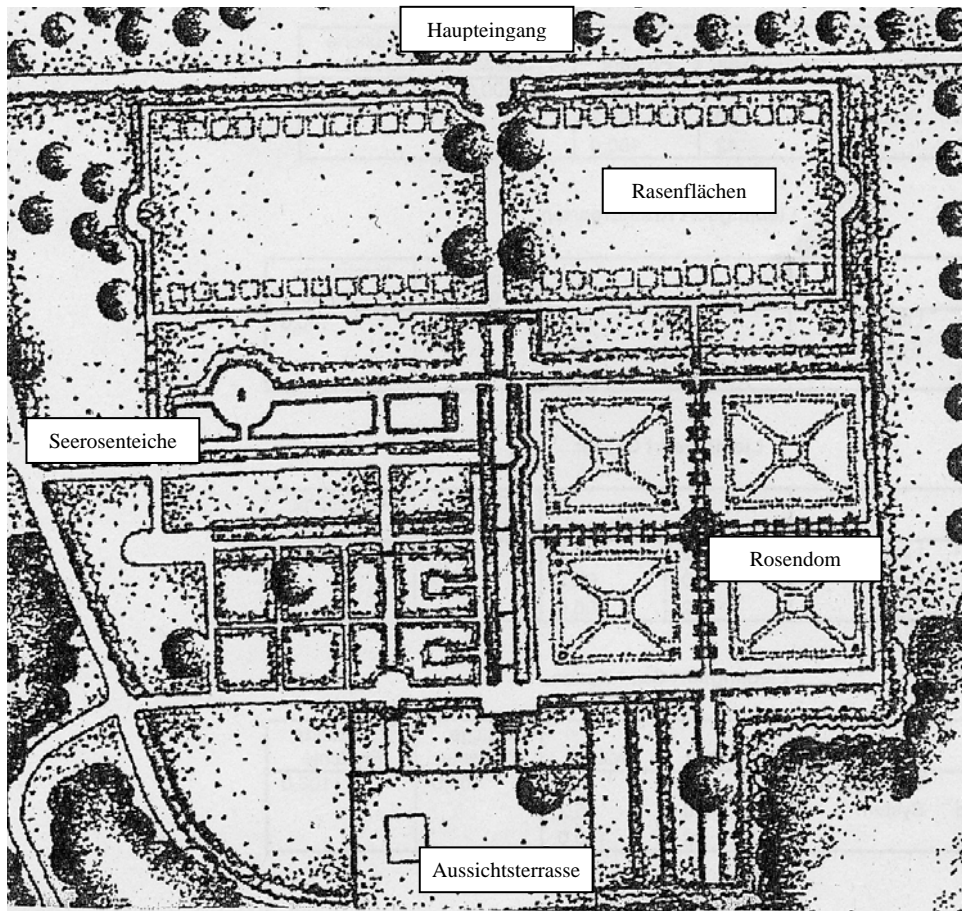 Haupteingang
Rasenflächen
Seerosenteiche
Rosendom
Aussichtsterrasse